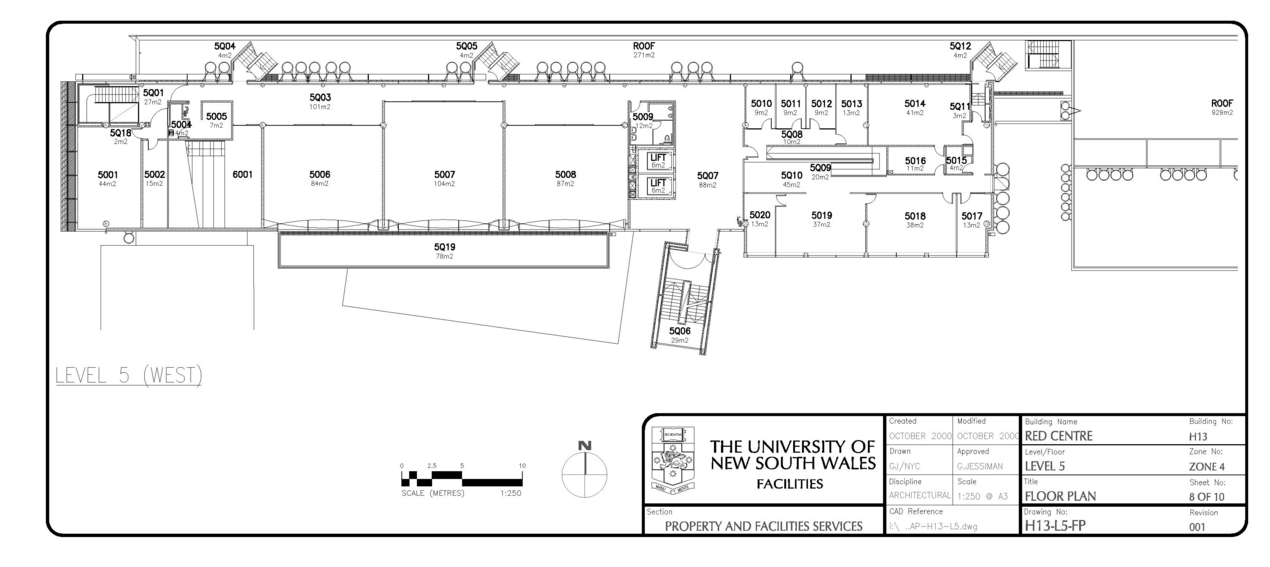 5Q04
4m2
5Q05
4m2
ROOF
271m2
5Q12
4m2
5Q01
27m2
5Q03
101m2
5010
9m2
5011
9m2
5012
9m2
5013
13m2
5014
41m2
5Q11
3m2
ROOF
929m2
5004
4m2
5005
7m2
5009
12m2
5Q18
2m2
5Q08
10m2
LIFT
6m2
5016
11m2
5015
4m2
5001
44m2
5002
15m2
6001
5006
84m2
5007
104m2
5008
87m2
LIFT
6m2
5Q07
88m2
5Q10
45m2
5Q09
20m2
5020
13m2
5019
37m2
5018
38m2
5017
13m2
5Q19
78m2
5Q06
29m2
LEVEL 5 (WEST)
0 2.5 5 10
SCALE (METRES) 1:250
N
THE UNIVERSITY OF
NEW SOUTH WALES
FACILITIES
Section
PROPERTY AND FACILITIES SERVICES
Created
OCTOBER 2000
Modified
OCTOBER 2000
Drawn
GJ/NYC
Approved
G.JESSIMAN
Discipline
ARCHITECTURAL
Scale
1:250 @ A3
CAD Reference
i:\ ..AP-H13-L5.dwg
Building Name
RED CENTRE
Building No:
H13
Level/Floor
LEVEL 5
Zone No:
ZONE 4
Title
FLOOR PLAN
Sheet No:
8 OF 10
Drawing No:
H13-L5-FP
Revision
001